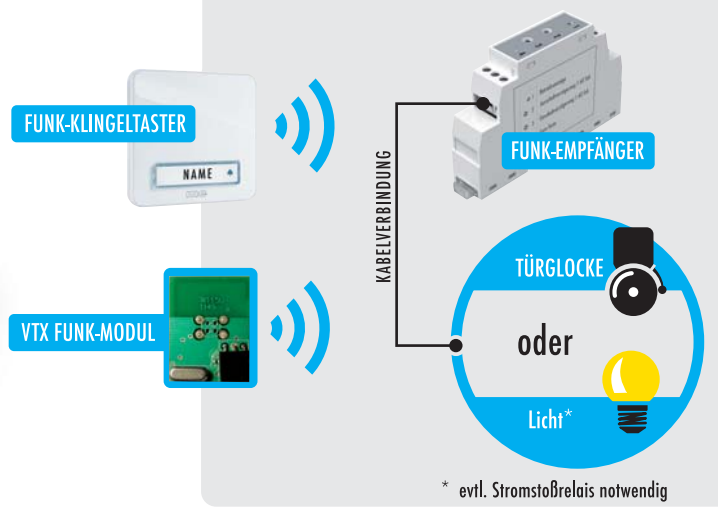 FUNK-KLINGELTASTER
NAME
FUNK-EMPFÄNGER
KABELVERBINDUNG
VTX FUNK-MODUL
TÜRGLOCKE
oder
Licht*
* evtl. Stromstoßrelais notwendig